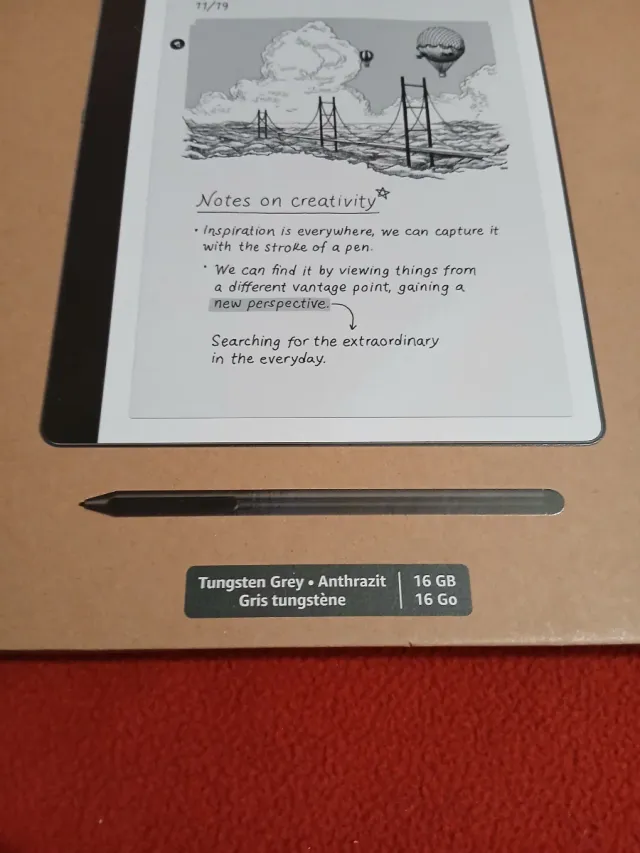 11/19
Notes on creativity
• Inspiration is everywhere, we can capture it
with the stroke of a pen.
• We can find it by viewing things from
a different vantage point, gaining a
new perspective.
Searching for the extraordinary
in the everyday.
Tungsten Grey • Anthrazit
Gris tungstène
16 GB
16 Go